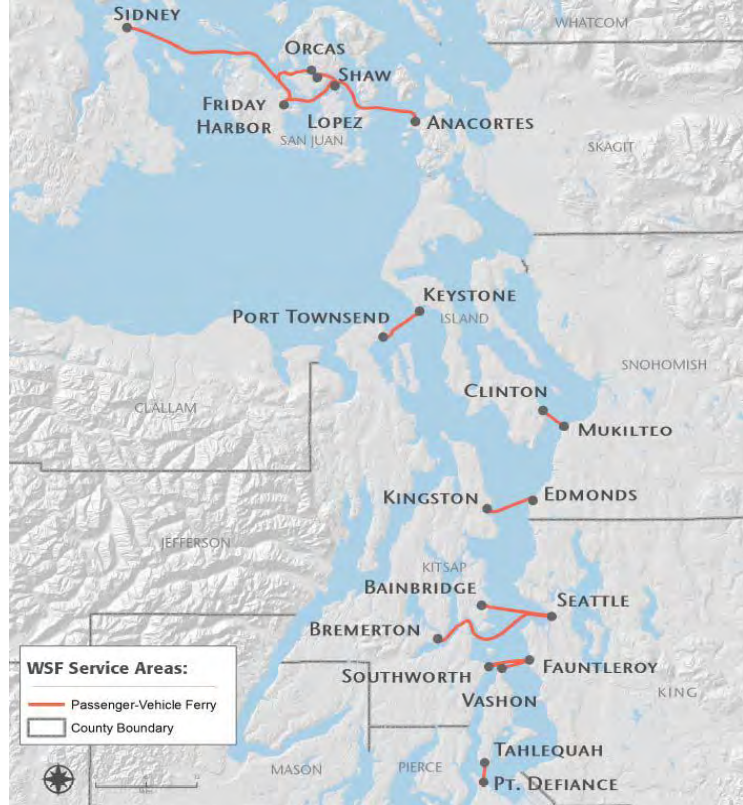 SIDNEY
WHATCOM
ORCAS
SHAW
FRIDAY
HARBOR
LOPEZ
ANACORTES
SAN JUAN
SKAGIT
KEYSTONE
PORT TOWNSEND
ISLAND
SNOHOMISH
CLINTON
CLALLAM
MUKILTEO
KINGSTON
EDMONDS
JEFFERSON
KITSAP
BAINBRIDGE
SEATTLE
BREMERTON
WSF Service Areas:
SOUTHWORTH
FAUNTLEROY
KING
Passenger-Vehicle Ferry
VASHON
County Boundary
TAHLEQUAH
MASON
PIERCE
PT. DEFIANCE